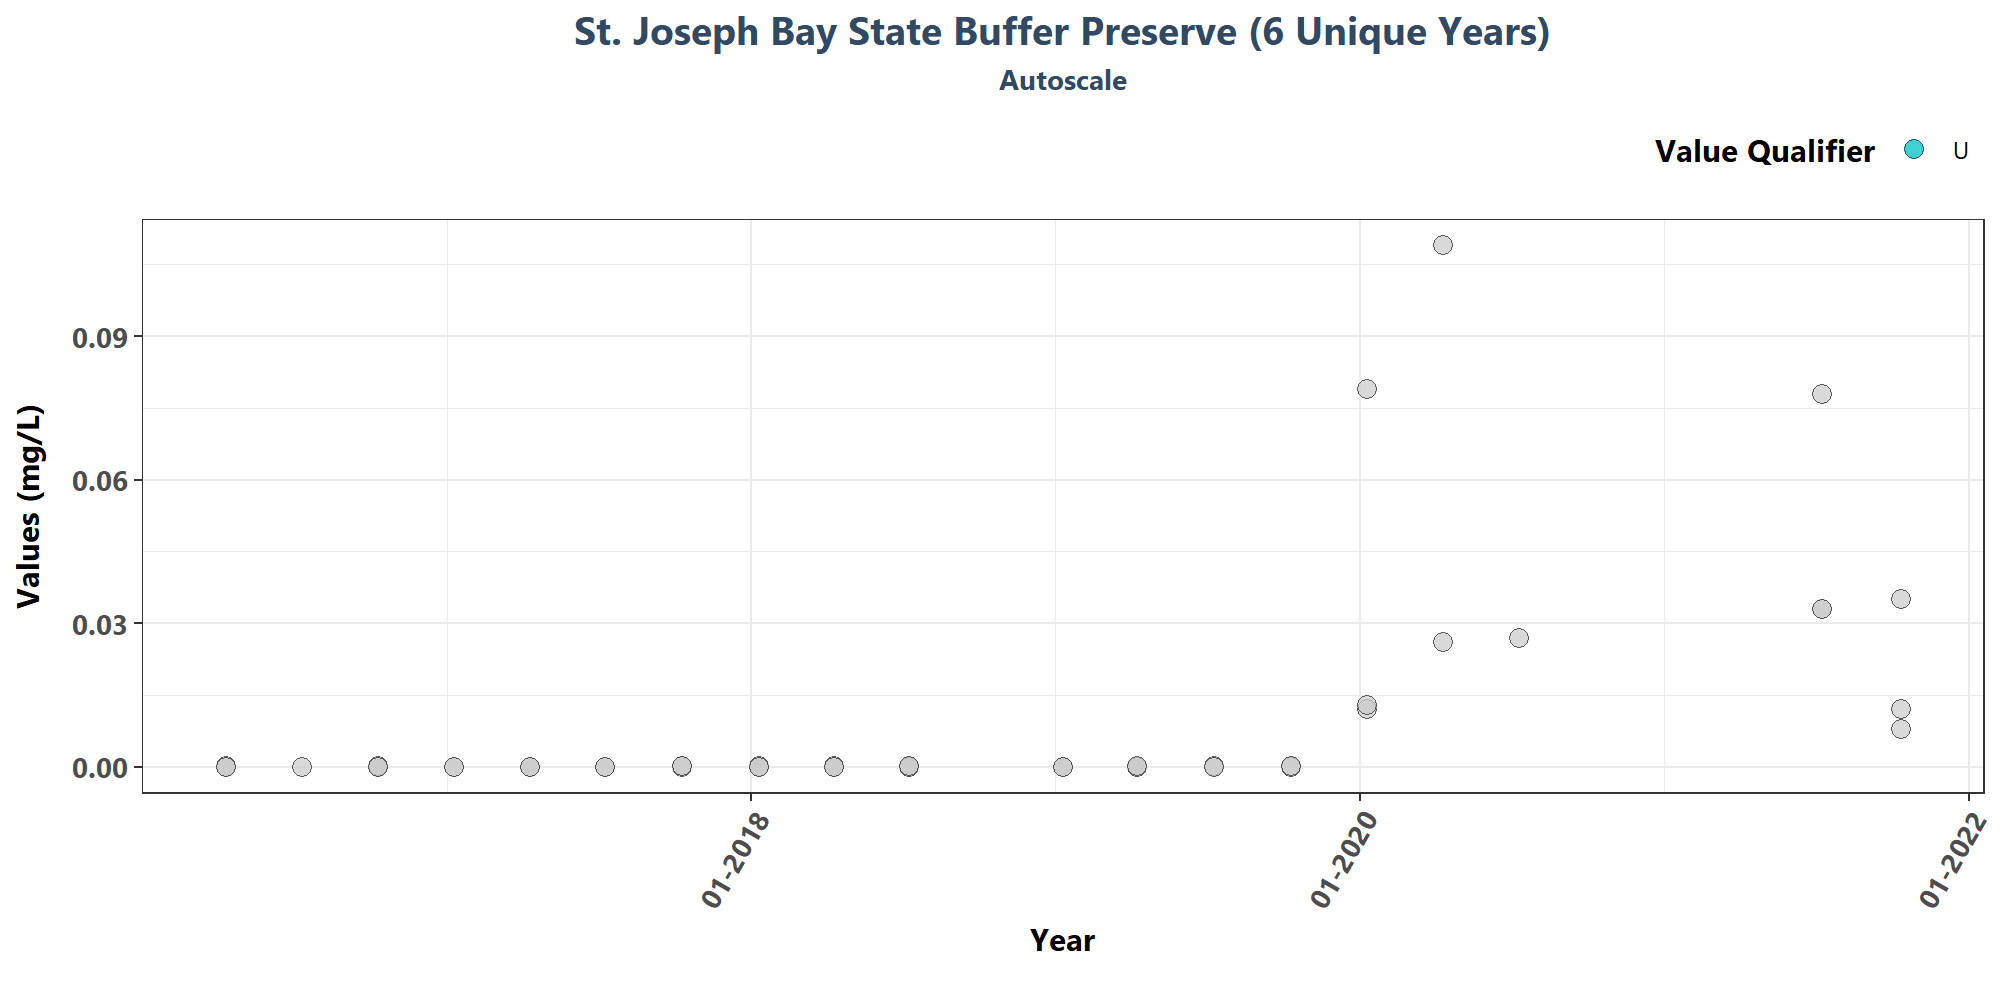 St. Joseph Bay State Buffer Preserve (6 Unique Years)
Autoscale
Value Qualifier U
Values (mg/L)
0.09
0.06
0.03
0.00
01-2018
01-2020
01-2022
Year